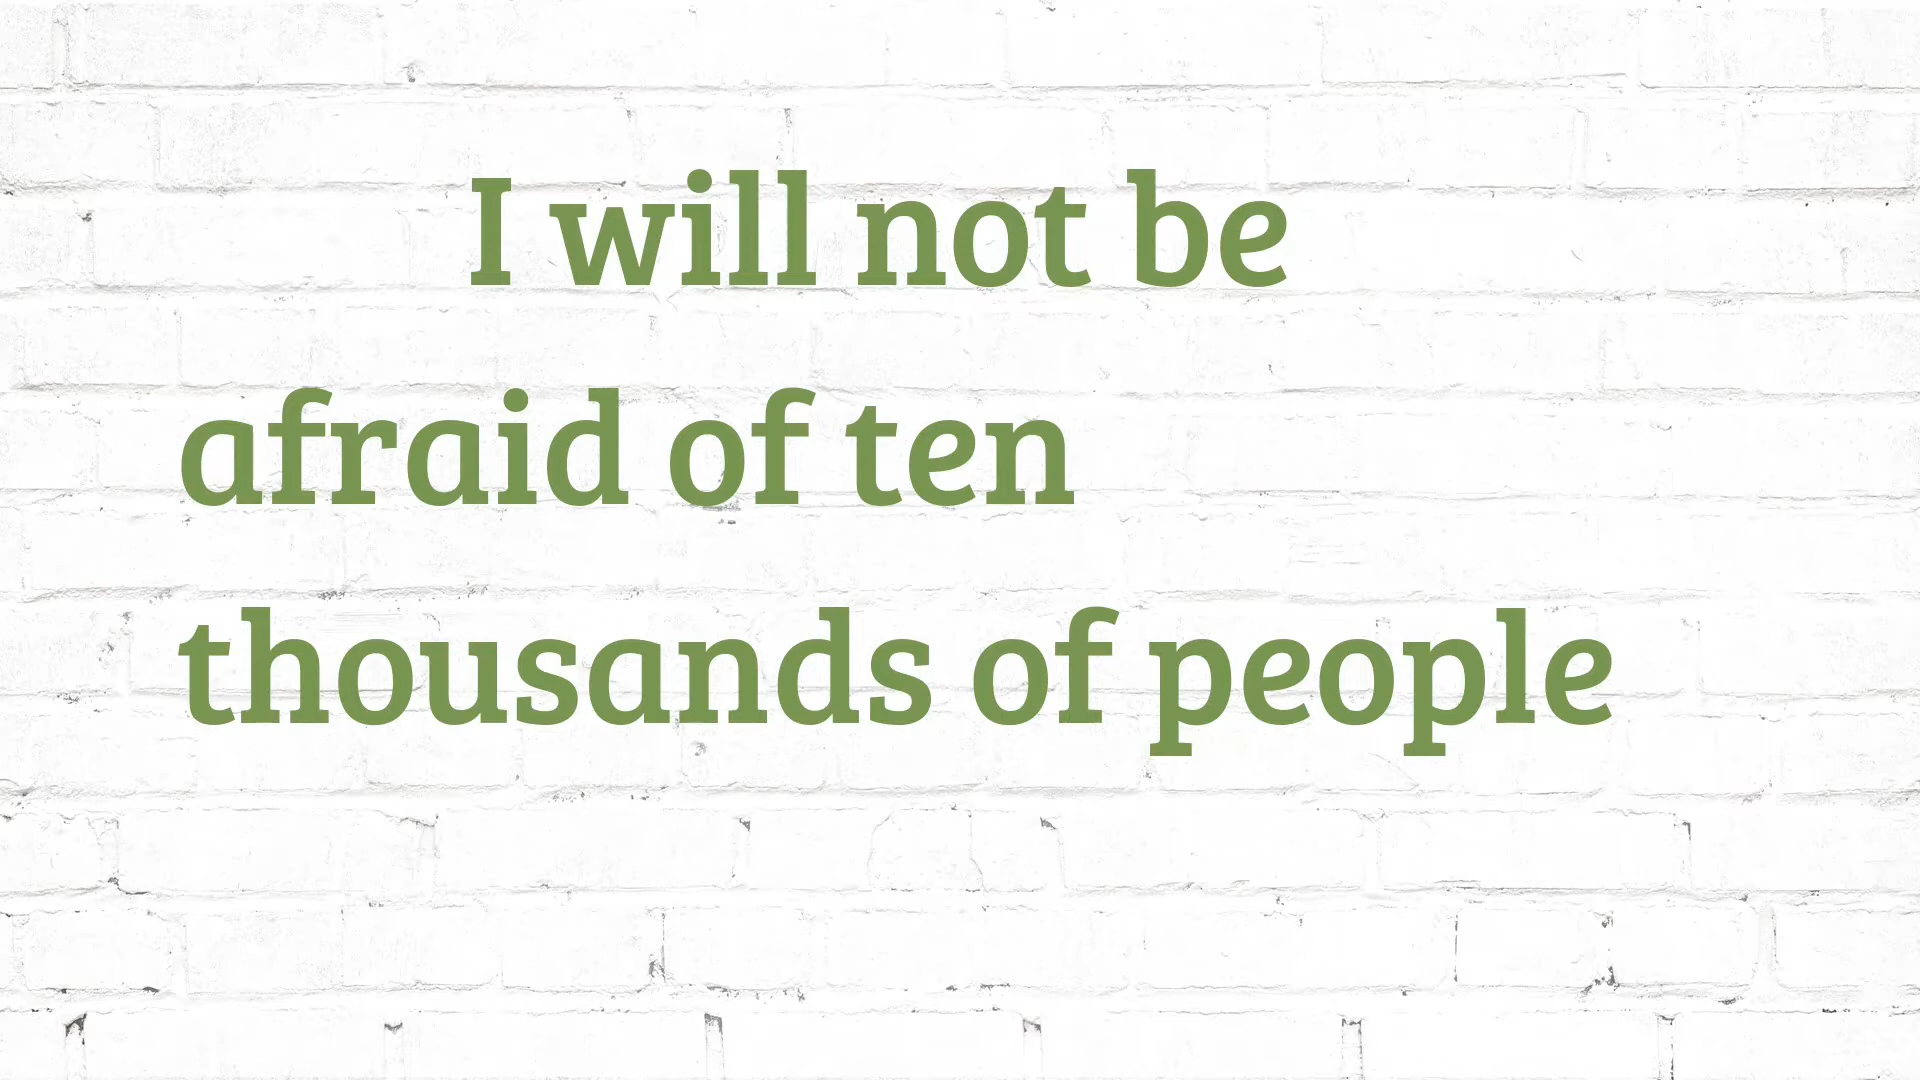 I will not be
afraid of ten
thousands of people